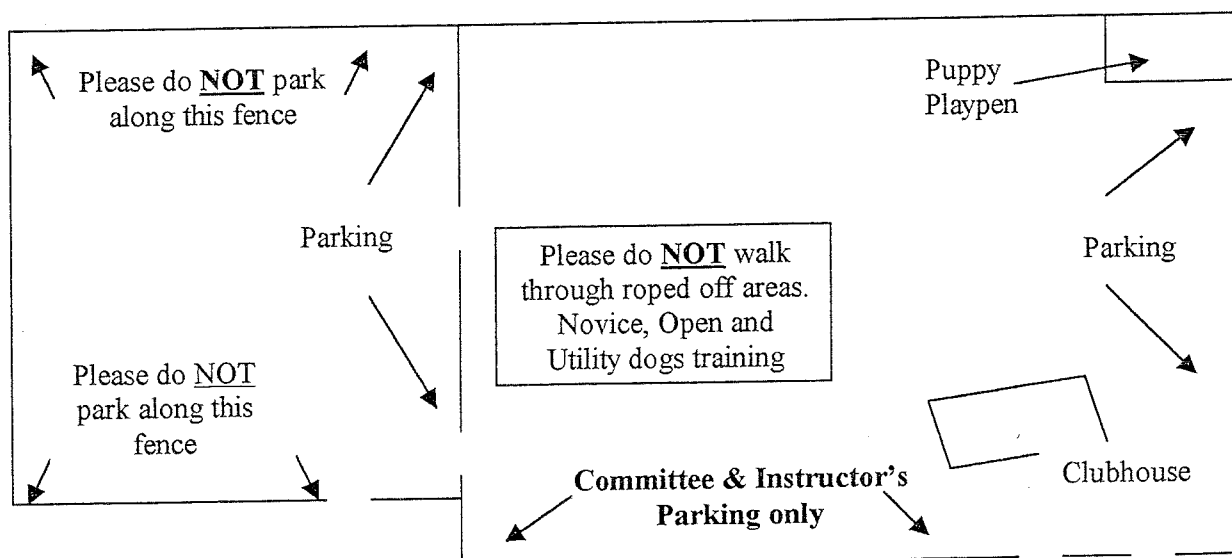 Please do NOT park
along this fence
Puppy
Playpen
Parking
Please do NOT walk
through roped off areas.
Novice, Open and
Utility dogs training
Parking
Please do NOT
park along this
fence
Committee & Instructor's
Parking only
Clubhouse